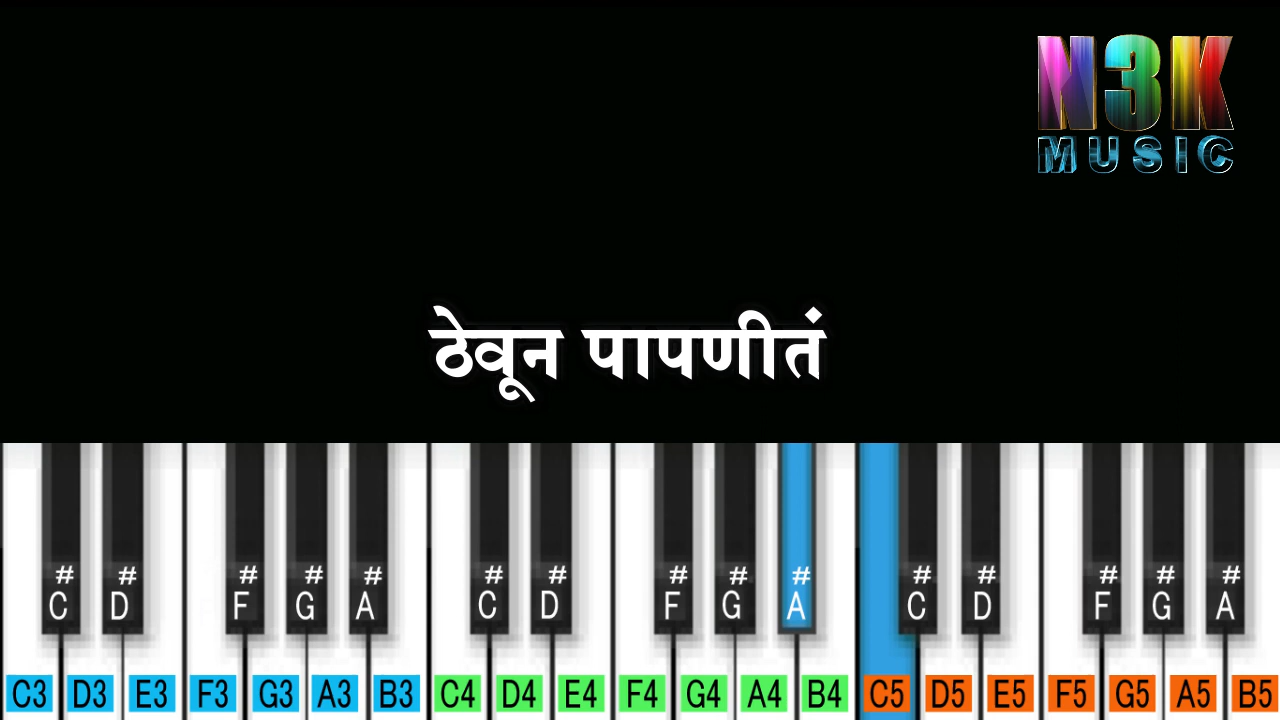 N3K
MUSIC
ठेवून पापणीतं
# # # # # # # # # # # # # # #
C D F G A C D F G A C D F G A
C3 D3 E3 F3 G3 A3 B3 C4 D4 E4 F4 G4 A4 B4 C5 D5 E5 F5 G5 A5 B5